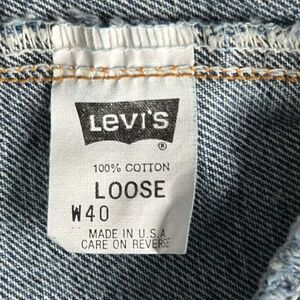 LEVI'S
®
100% COTTON
LOOSE
W40
MADE IN U.S.A.
CARE ON REVERSE